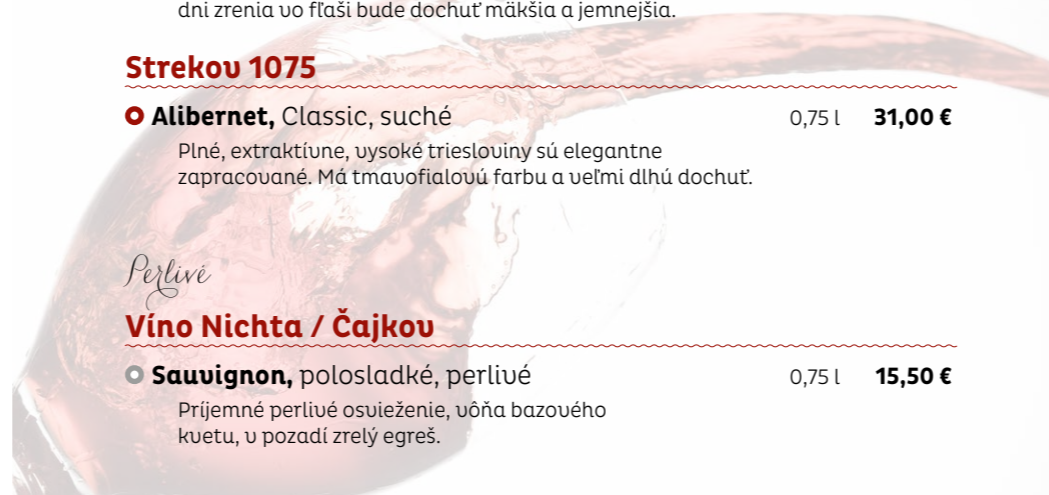 dni zrenia vo fľaši bude dochuť mäkšia a jemnejšia.
Strekov 1075
Alibernet, Classic, suché 0,75 l 31,00 €
Plné, extraktívne, vysoké triesloviny sú elegantne
zapracované. Má tmavofialovú farbu a veľmi dlhú dochuť.
Perlivé
Víno Nichta / Čajkov
Sauvignon, polosladké, perlivé 0,75 l 15,50 €
Príjemné perlivé osvieženie, vôňa bazového
kvetu, v pozadí zrelý egreš.